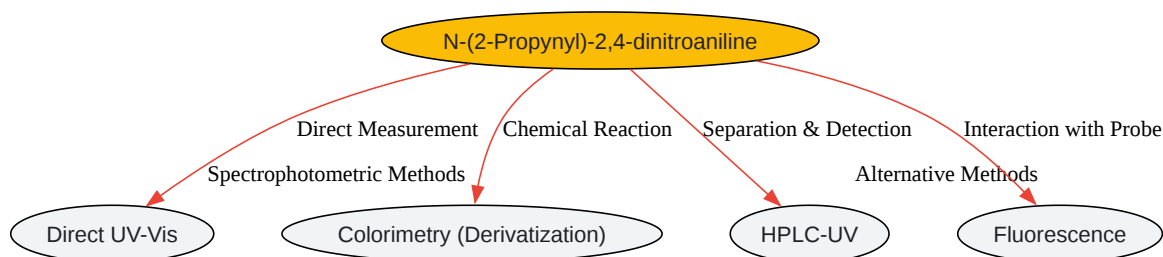 N-(2-Propynyl)-2,4-dinitroaniline
Direct Measurement
Chemical Reaction
Separation & Detection
Interaction with Probe
Spectrophotometric Methods
Alternative Methods
Direct UV-Vis
Colorimetry (Derivatization)
HPLC-UV
Fluorescence